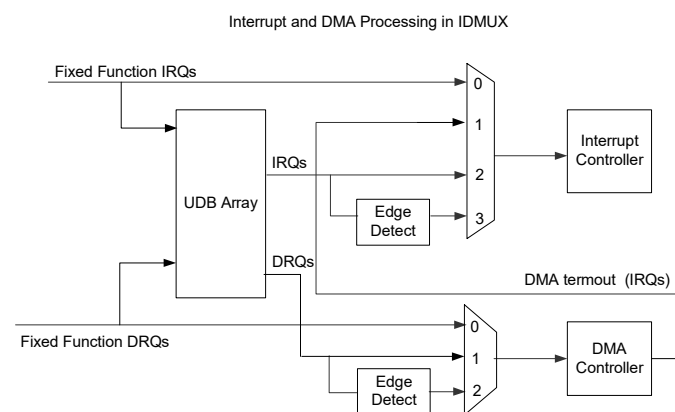 Interrupt and DMA Processing in IDMUX
Fixed Function IRQs
0
1
2
3
Interrupt
Controller
IRQs
UDB Array
Edge
Detect
DRQs
DMA termout (IRQs)
Fixed Function DRQs
0
1
2
DMA
Controller
Edge
Detect